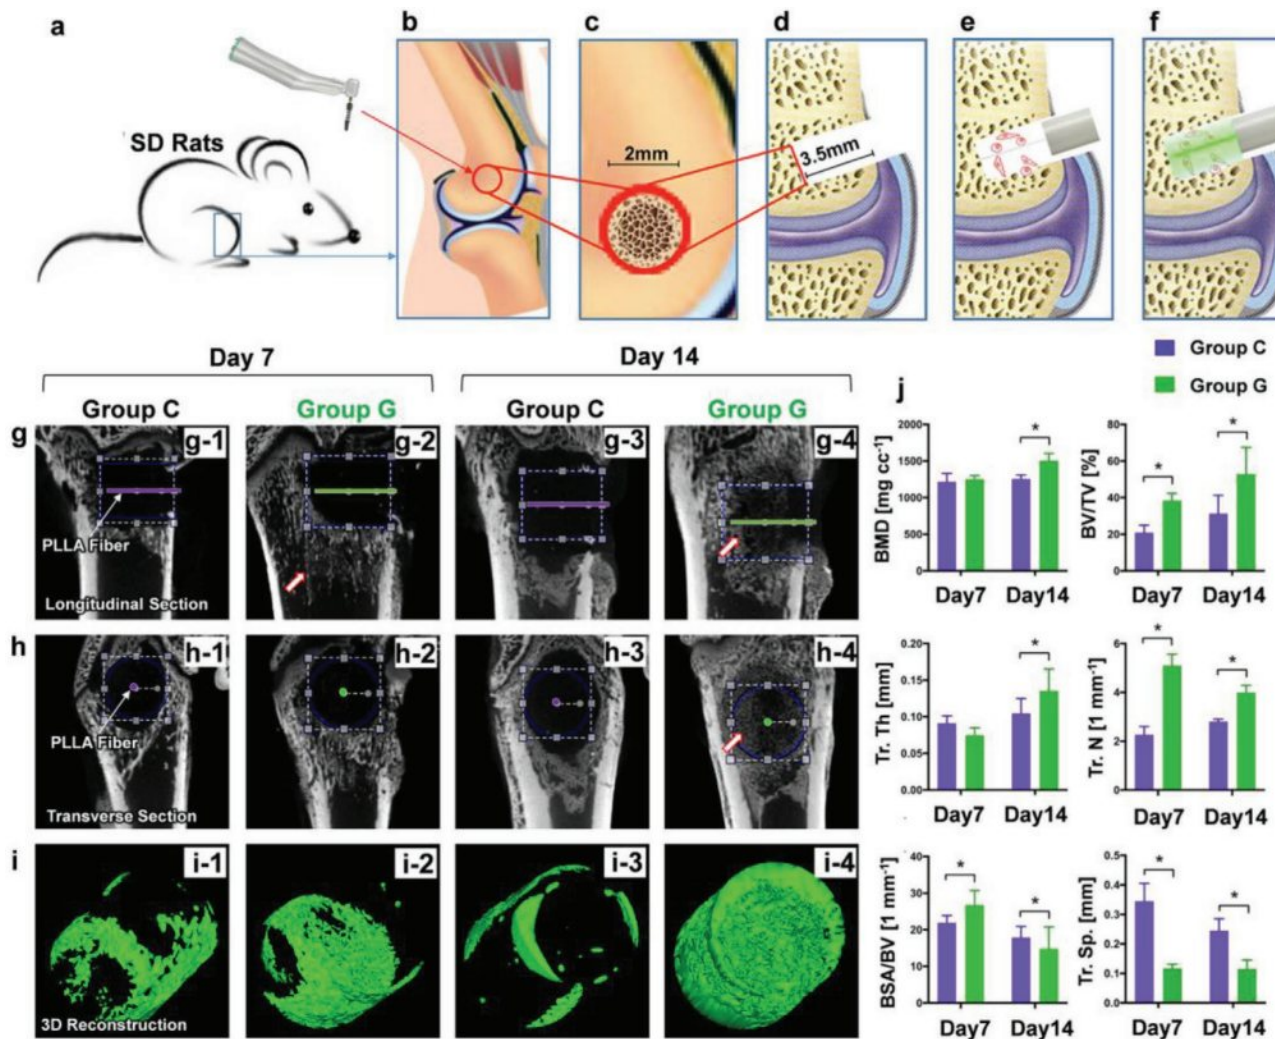 a
b
c
d
e
f
SD Rats
2mm
3.5mm
Group C
Group G
Day 7
Day 14
Group C
Group G
Group C
Group G
g
g-1
g-2
g-3
g-4
PLLA Fiber
Longitudinal Section
h
h-1
h-2
h-3
h-4
PLLA Fiber
Transverse Section
i
i-1
i-2
i-3
i-4
3D Reconstruction
j
BMD [mg cc⁻¹]
2000
1500
1000
500
0
*
Day7
Day14
BV/TV [%]
80
60
40
20
0
*
*
Day7
Day14
Tr. Th [mm]
0.20
0.15
0.10
0.05
0.00
*
Day7
Day14
Tr. N [1 mm⁻¹]
6
4
2
0
*
*
Day7
Day14
BSA/BV [1 mm⁻¹]
40
30
20
10
0
*
*
Day7
Day14
Tr. Sp. [mm]
0.5
0.4
0.3
0.2
0.1
0.0
*
*
Day7
Day14